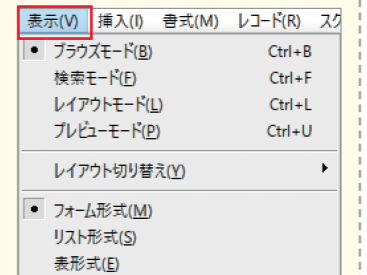 表示(V) 挿入(I) 書式(M) レコード(R) スク
ブラウズモード(B) Ctrl+B
検索モード(F) Ctrl+F
レイアウトモード(L) Ctrl+L
プレビューモード(P) Ctrl+U
レイアウト切り替え(Y)
フォーム形式(M)
リスト形式(S)
表形式(E)